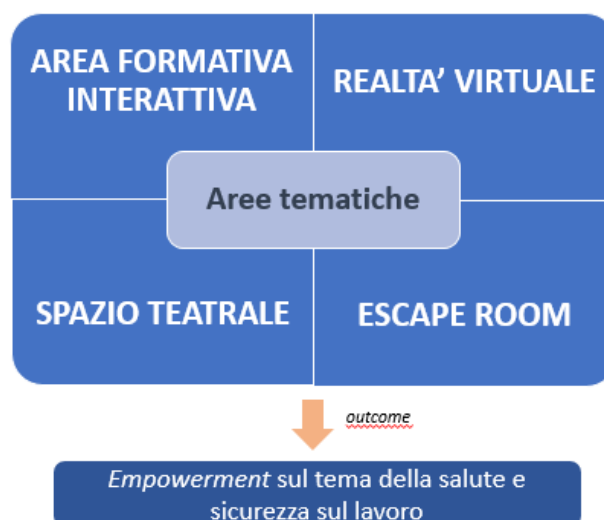 AREA FORMATIVA
INTERATTIVA
REALTA’ VIRTUALE
Aree tematiche
SPAZIO TEATRALE
ESCAPE ROOM
outcome
Empowerment sul tema della salute e
sicurezza sul lavoro